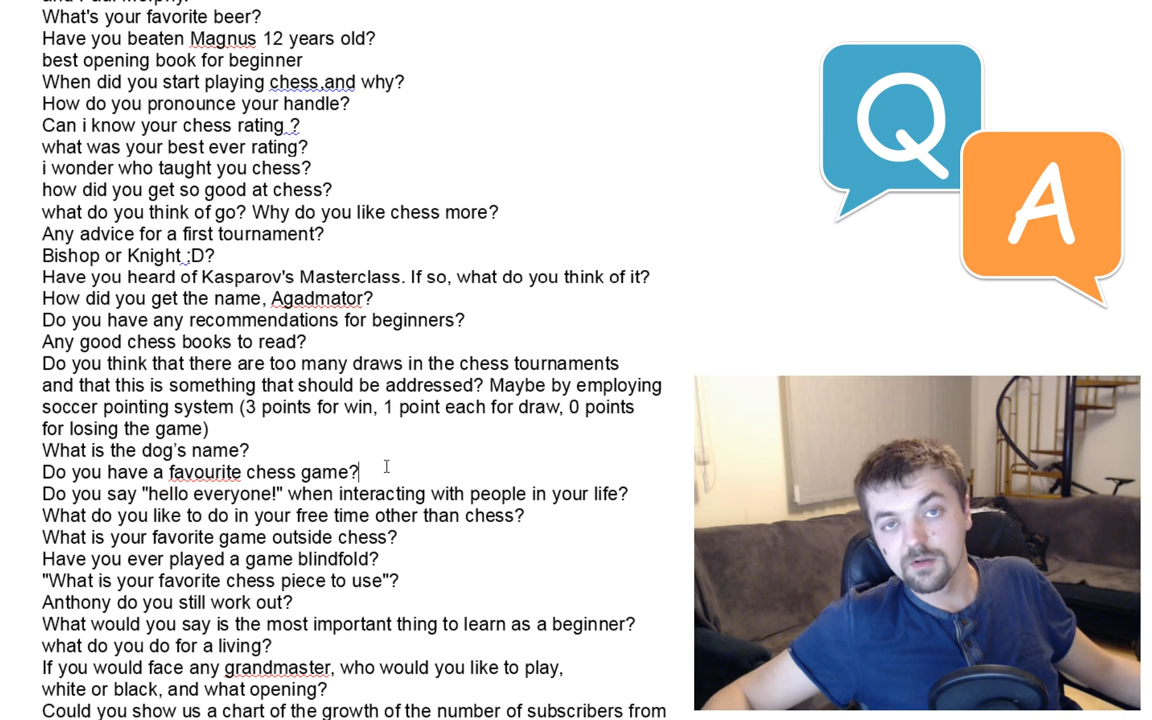 and Paul Morphy.
What's your favorite beer?
Have you beaten Magnus 12 years old?
best opening book for beginner
When did you start playing chess,and why?
How do you pronounce your handle?
Can i know your chess rating ?
what was your best ever rating?
i wonder who taught you chess?
how did you get so good at chess?
what do you think of go? Why do you like chess more?
Any advice for a first tournament?
Bishop or Knight ;D?
Have you heard of Kasparov's Masterclass. If so, what do you think of it?
How did you get the name, Agadmator?
Do you have any recommendations for beginners?
Any good chess books to read?
Do you think that there are too many draws in the chess tournaments
and that this is something that should be addressed? Maybe by employing
soccer pointing system (3 points for win, 1 point each for draw, 0 points
for losing the game)
What is the dog’s name?
Do you have a favourite chess game?
Do you say "hello everyone!" when interacting with people in your life?
What do you like to do in your free time other than chess?
What is your favorite game outside chess?
Have you ever played a game blindfold?
"What is your favorite chess piece to use"?
Anthony do you still work out?
What would you say is the most important thing to learn as a beginner?
what do you do for a living?
If you would face any grandmaster, who would you like to play,
white or black, and what opening?
Could you show us a chart of the growth of the number of subscribers from
Q
A